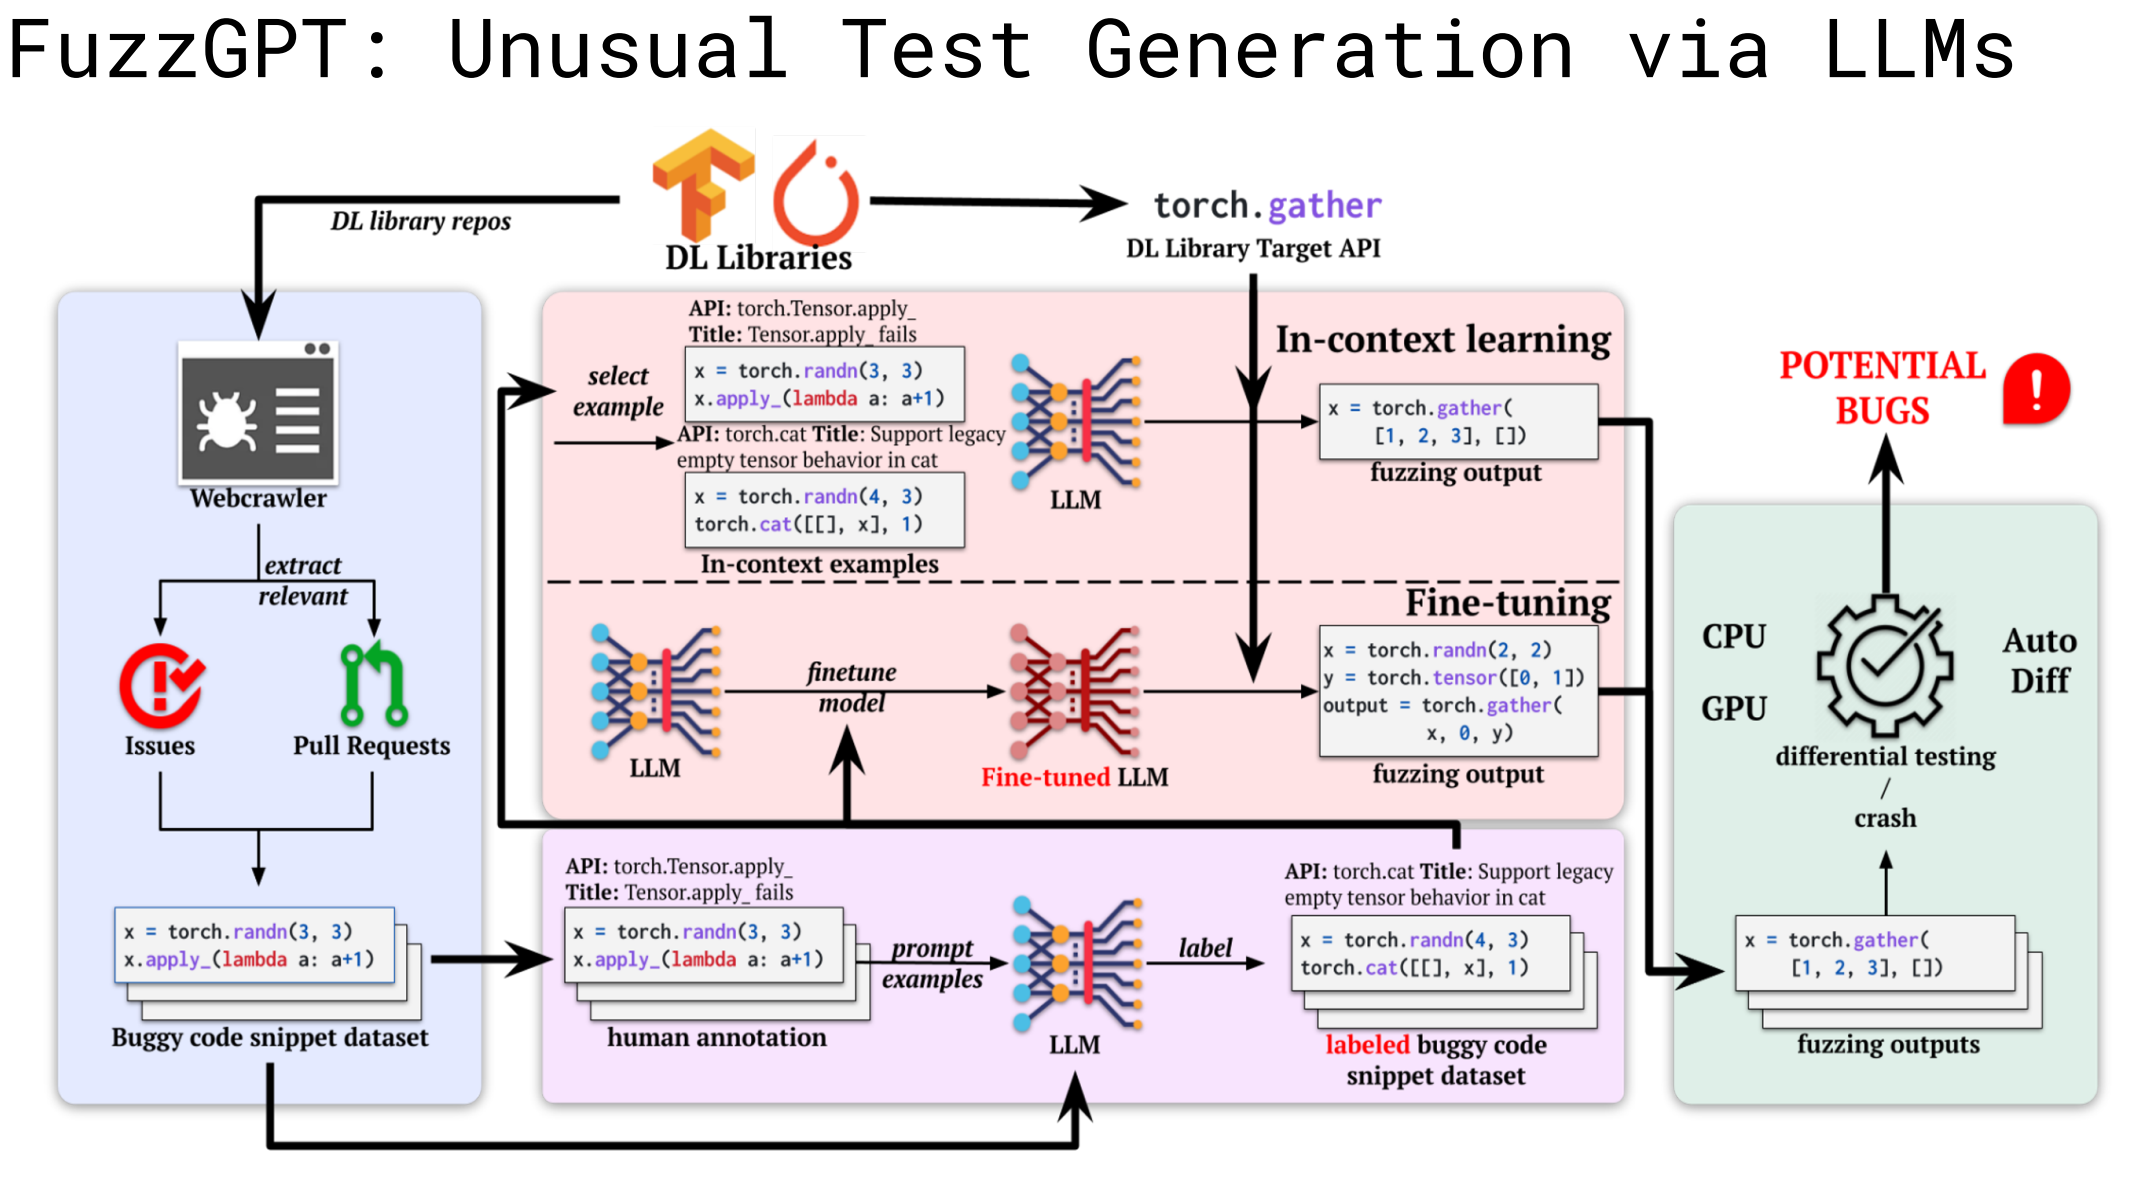 FuzzGPT: Unusual Test Generation via LLMs
DL library repos
DL Libraries
torch.gather
DL Library Target API
Webcrawler
extract
relevant
Issues
Pull Requests
x = torch.randn(3, 3)
x.apply_(lambda a: a+1)
Buggy code snippet dataset
select
example
API: torch.Tensor.apply_
Title: Tensor.apply_ fails
x = torch.randn(3, 3)
x.apply_(lambda a: a+1)
API: torch.cat Title: Support legacy
empty tensor behavior in cat
x = torch.randn(4, 3)
torch.cat([[], x], 1)
In-context examples
LLM
In-context learning
x = torch.gather(
[1, 2, 3], [])
fuzzing output
Fine-tuning
LLM
finetune
model
Fine-tuned LLM
x = torch.randn(2, 2)
y = torch.tensor([0, 1])
output = torch.gather(
x, 0, y)
fuzzing output
API: torch.Tensor.apply_
Title: Tensor.apply_ fails
x = torch.randn(3, 3)
x.apply_(lambda a: a+1)
human annotation
prompt
examples
LLM
label
API: torch.cat Title: Support legacy
empty tensor behavior in cat
x = torch.randn(4, 3)
torch.cat([[], x], 1)
labeled buggy code
snippet dataset
POTENTIAL
BUGS
CPU
GPU
Auto
Diff
differential testing
/
crash
x = torch.gather(
[1, 2, 3], [])
fuzzing outputs